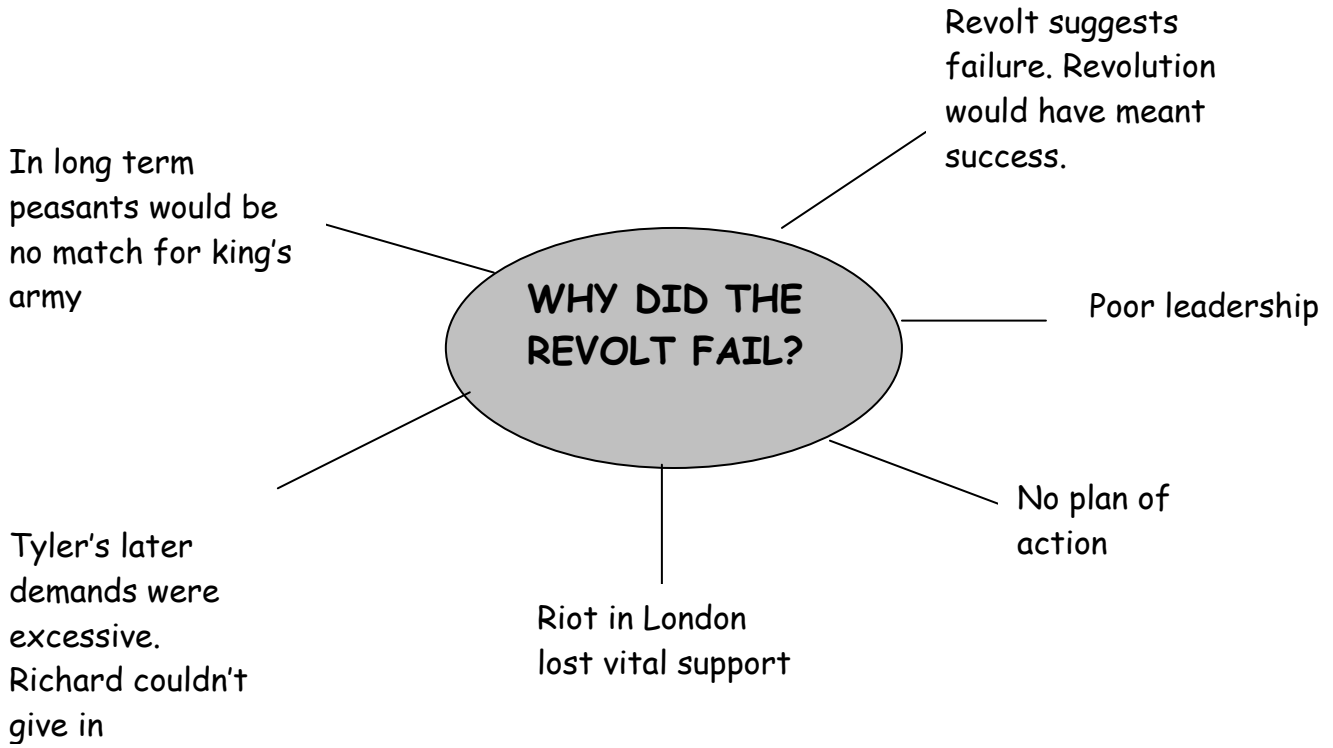 WHY DID THE
REVOLT FAIL?
Revolt suggests
failure. Revolution
would have meant
success.
Poor leadership
No plan of
action
Riot in London
lost vital support
Tyler's later
demands were
excessive.
Richard couldn't
give in
In long term
peasants would be
no match for king's
army